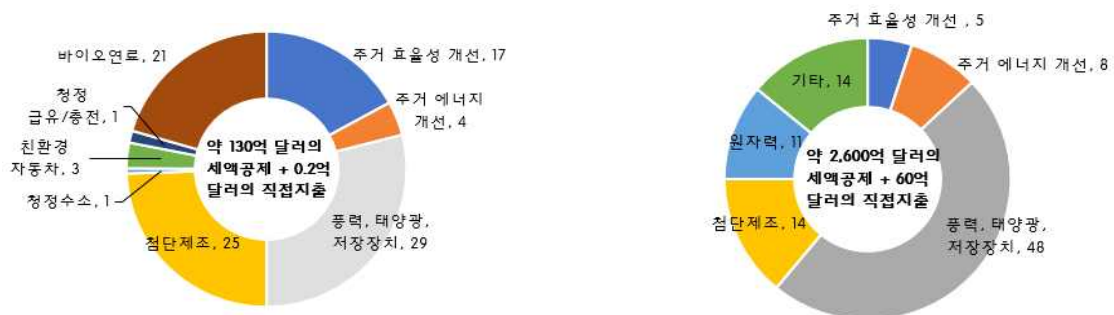 바이오연료, 21
주거 효율성 개선, 17
청정
급유/충전, 1
주거 에너지
개선, 4
친환경
자동차, 3
약 130억 달러의
세액공제 + 0.2억
달러의 직접지출
청정수소, 1
첨단제조, 25
풍력, 태양광,
저장장치, 29
주거 효율성 개선 , 5
기타, 14
주거 에너지 개선, 8
원자력, 11
약 2,600억 달러의
세액공제 + 60억
달러의 직접지출
첨단제조, 14
풍력, 태양광,
저장장치, 48